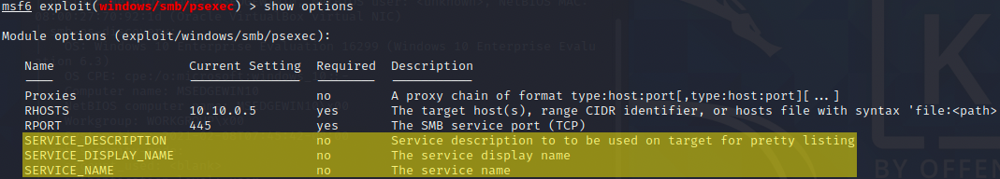 msf6 exploit(windows/smb/psexec) > show options
Module options (exploit/windows/smb/psexec):
Name Current Setting Required Description
Proxies no A proxy chain of format type:host:port[,type:host:port][...]
RHOSTS 10.10.0.5 yes The target host(s), range CIDR identifier, or hosts file with syntax 'file:<path>
RPORT 445 yes The SMB service port (TCP)
SERVICE_DESCRIPTION no Service description to to be used on target for pretty listing
SERVICE_DISPLAY_NAME no The service display name
SERVICE_NAME no The service name
BY OFFEN